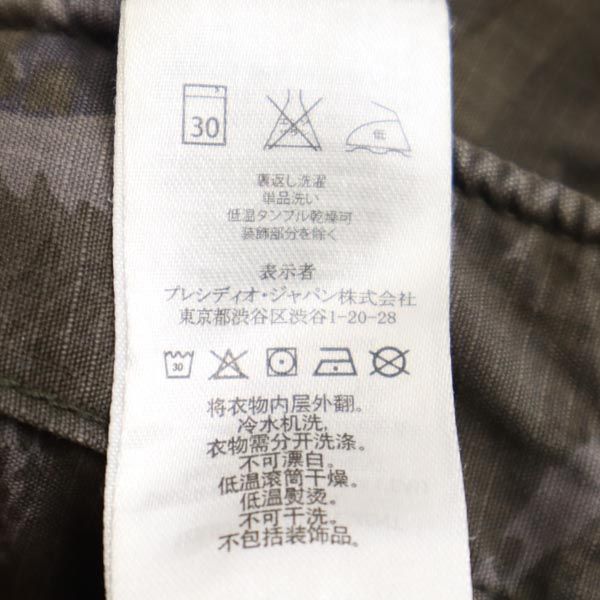 30
低
裏返し洗濯
単品洗い
低温タンブル乾燥可
装飾部分を除く
表示者
プレシディオ・ジャパン株式会社
東京都渋谷区渋谷1-20-28
30
将衣物内层外翻。
冷水机洗,
衣物需分开洗涤。
不可漂白。
低温滚筒干燥。
低温熨烫。
不可干洗。
不包括装饰品。